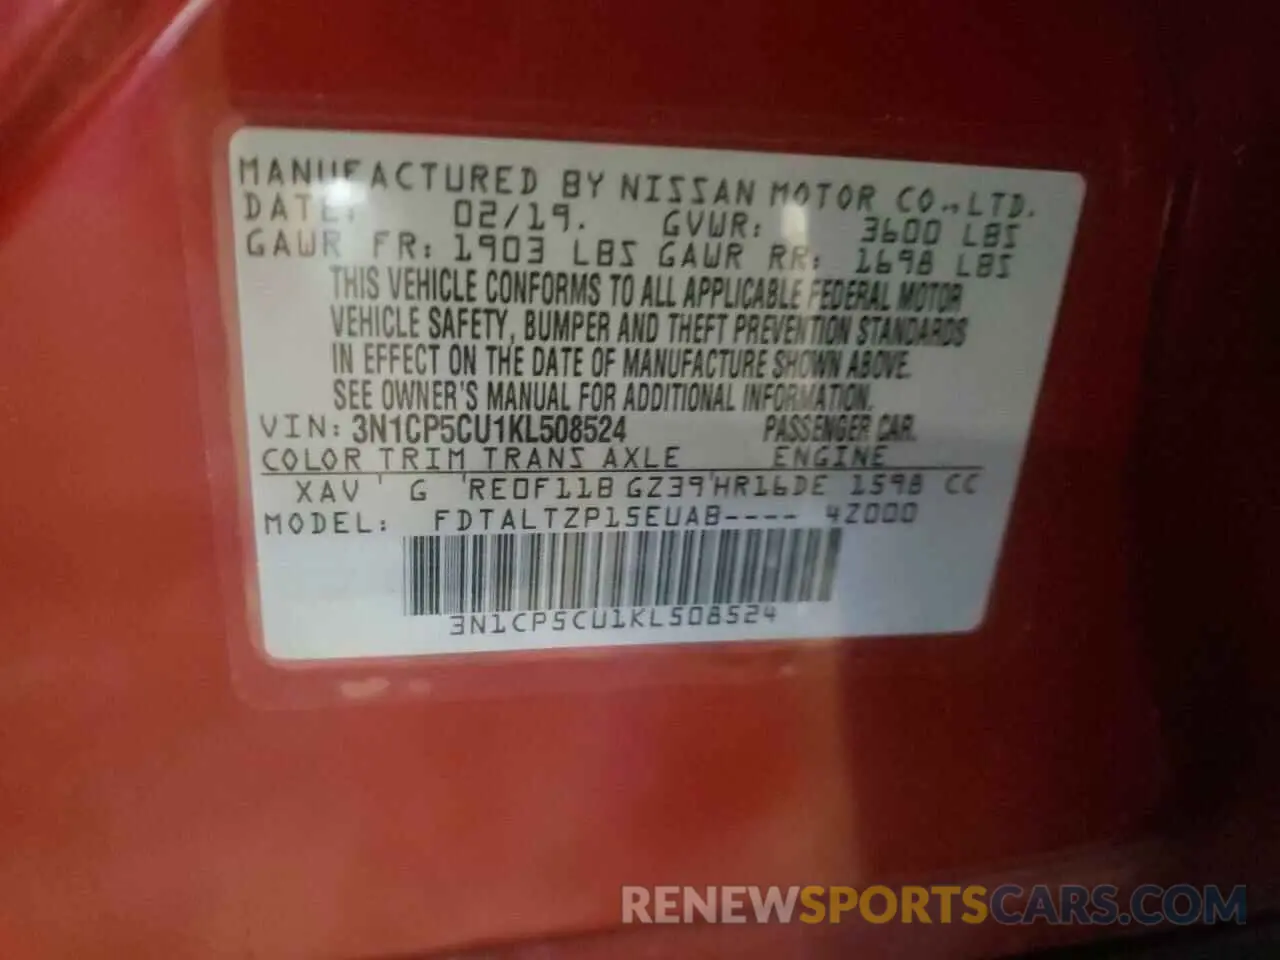 MANUFACTURED BY NISSAN MOTOR CO., LTD.
DATE: 02/19. GVWR: 3600 LBS
GAWR FR: 1903 LBS GAWR RR: 1698 LBS
THIS VEHICLE CONFORMS TO ALL APPLICABLE FEDERAL MOTOR
VEHICLE SAFETY, BUMPER AND THEFT PREVENTION STANDARDS
IN EFFECT ON THE DATE OF MANUFACTURE SHOWN ABOVE.
SEE OWNER'S MANUAL FOR ADDITIONAL INFORMATION.
VIN: 3N1CP5CU1KL508524 PASSENGER CAR.
COLOR TRIM TRANS AXLE ENGINE
XAV ' G 'RE0F11B GZ39'HR16DE 1598 CC
MODEL: FDTALTZP15EUAB---- 4Z000
3N1CP5CU1KL508524
RENEWSPORTSCARS.COM